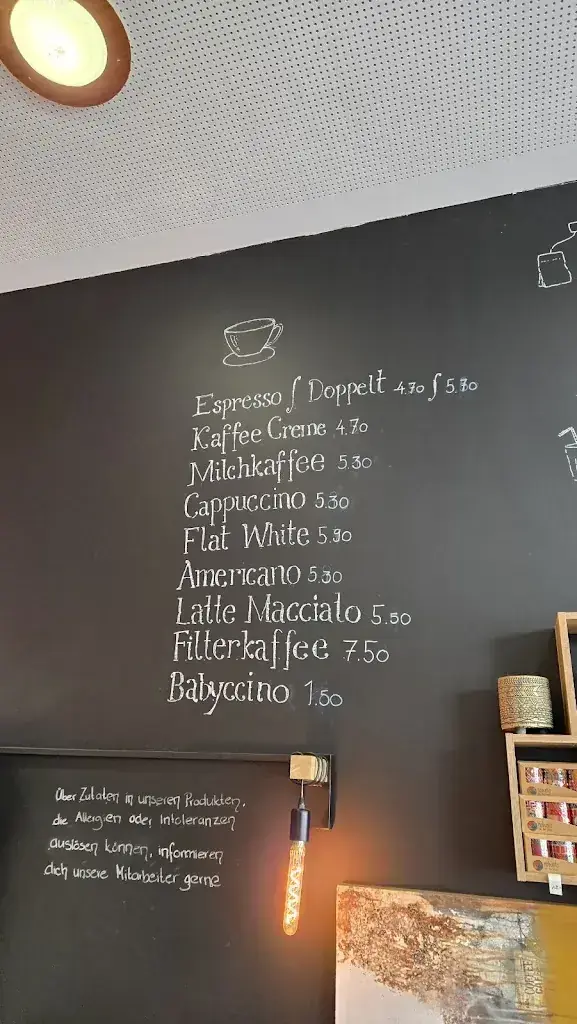 Espresso / Doppelt 4.70 / 5.70
Kaffee Creme 4.70
Milchkaffee 5.30
Cappuccino 5.30
Flat White 5.90
Americano 5.30
Latte Macciato 5.50
Filterkaffee 7.50
Babyccino 1.50
Über Zutaten in unseren Produkten,
die Allergien oder Intoleranzen
auslösen können, informieren
dich unsere Mitarbeiter gerne